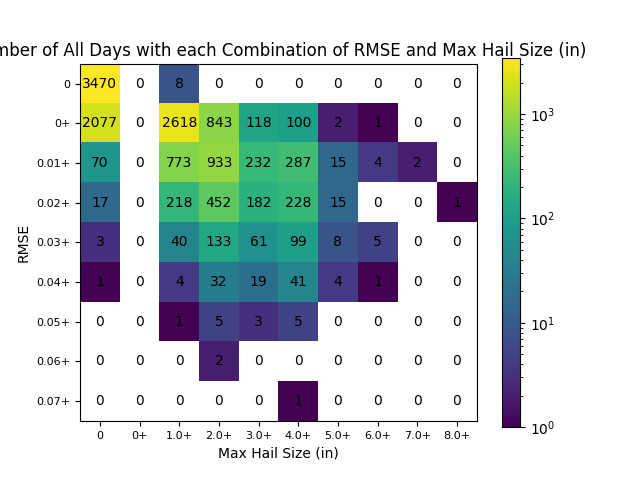 mber of All Days with each Combination of RMSE and Max Hail Size (in)
0 3470 0 8 0 0 0 0 0 0 0
0+ 2077 0 2618 843 118 100 2 1 0 0
0.01+ 70 0 773 933 232 287 15 4 2 0
0.02+ 17 0 218 452 182 228 15 0 0 1
0.03+ 3 0 40 133 61 99 8 5 0 0
0.04+ 1 0 4 32 19 41 4 1 0 0
0.05+ 0 0 1 5 3 5 0 0 0 0
0.06+ 0 0 0 2 0 0 0 0 0 0
0.07+ 0 0 0 0 0 1 0 0 0 0
0 0+ 1.0+ 2.0+ 3.0+ 4.0+ 5.0+ 6.0+ 7.0+ 8.0+
Max Hail Size (in)
RMSE
10³
10²
10¹
10⁰